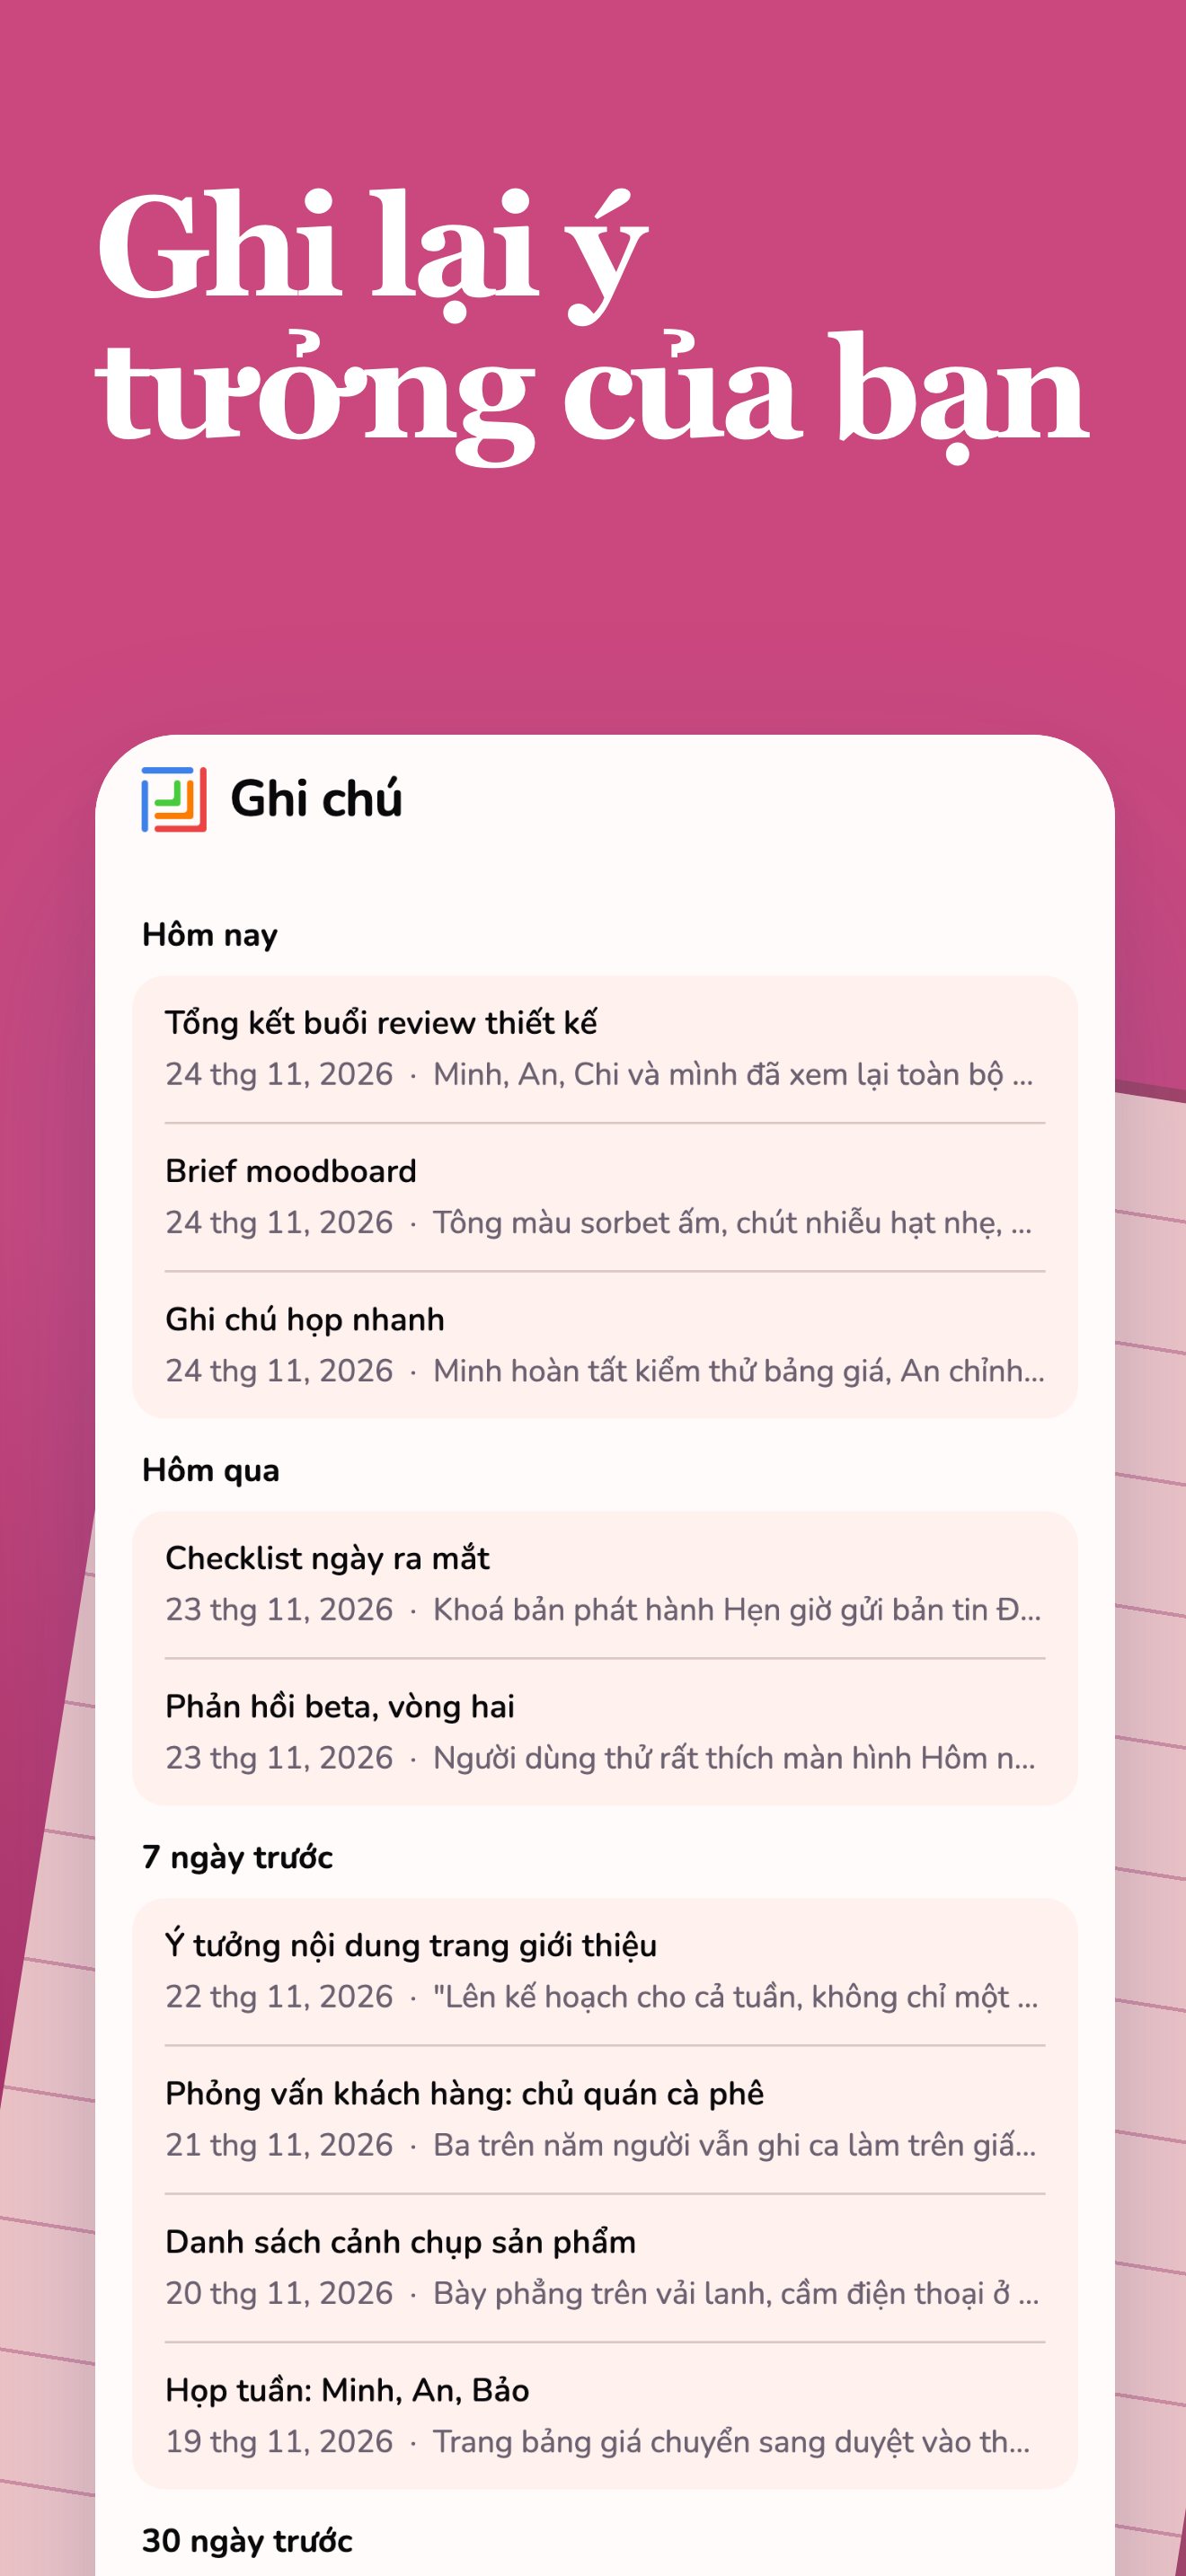 Ghi lại ý
tưởng của bạn
Ghi chú
Hôm nay
Tổng kết buổi review thiết kế
24 thg 11, 2026 · Minh, An, Chi và mình đã xem lại toàn bộ ...
Brief moodboard
24 thg 11, 2026 · Tông màu sorbet ấm, chút nhiễu hạt nhẹ, ...
Ghi chú họp nhanh
24 thg 11, 2026 · Minh hoàn tất kiểm thử bảng giá, An chỉnh...
Hôm qua
Checklist ngày ra mắt
23 thg 11, 2026 · Khoá bản phát hành Hẹn giờ gửi bản tin Đ...
Phản hồi beta, vòng hai
23 thg 11, 2026 · Người dùng thử rất thích màn hình Hôm n...
7 ngày trước
Ý tưởng nội dung trang giới thiệu
22 thg 11, 2026 · "Lên kế hoạch cho cả tuần, không chỉ một ...
Phỏng vấn khách hàng: chủ quán cà phê
21 thg 11, 2026 · Ba trên năm người vẫn ghi ca làm trên giấ...
Danh sách cảnh chụp sản phẩm
20 thg 11, 2026 · Bày phẳng trên vải lanh, cầm điện thoại ở ...
Họp tuần: Minh, An, Bảo
19 thg 11, 2026 · Trang bảng giá chuyển sang duyệt vào th...
30 ngày trước